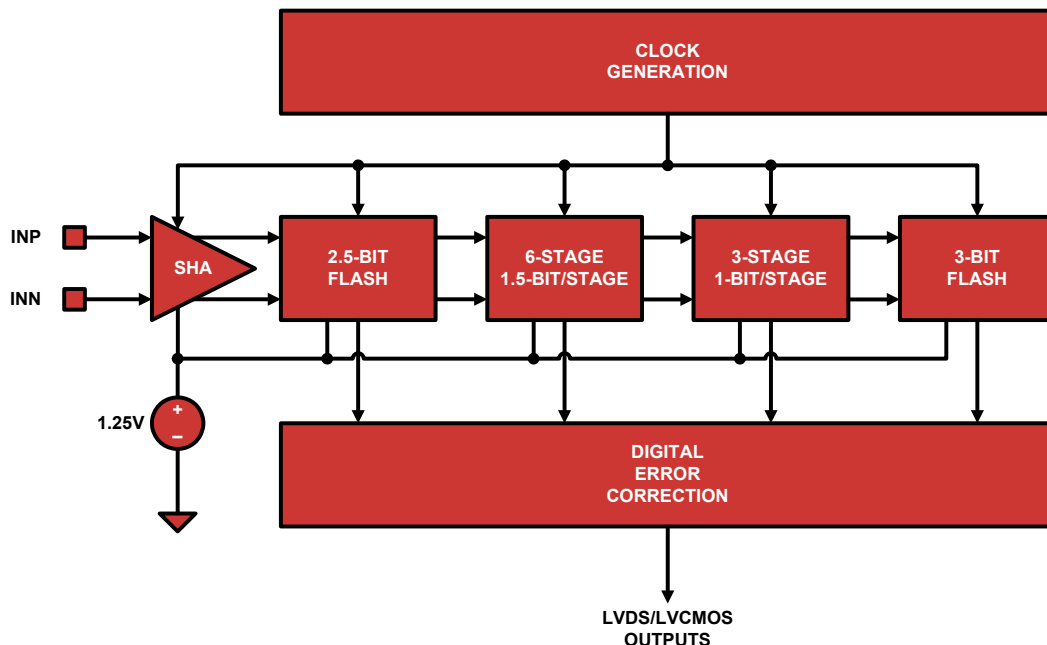 CLOCK
GENERATION
INP
INN
SHA
2.5-BIT
FLASH
6-STAGE
1.5-BIT/STAGE
3-STAGE
1-BIT/STAGE
3-BIT
FLASH
1.25V
+
–
DIGITAL
ERROR
CORRECTION
LVDS/LVCMOS
OUTPUTS